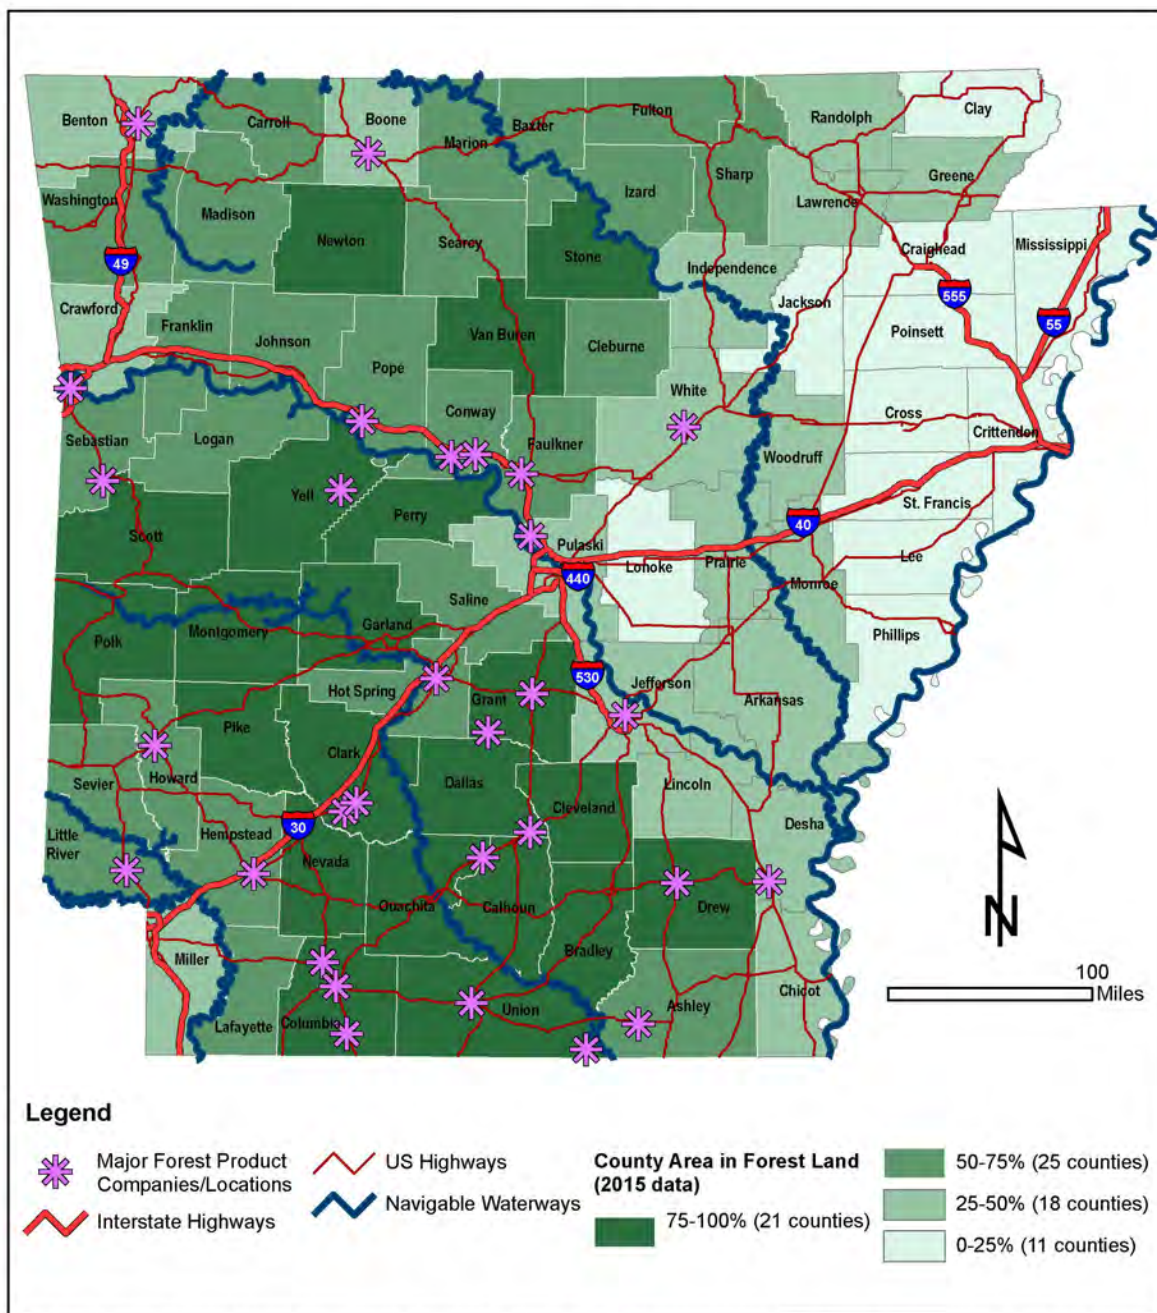 Benton
Carroll
Boone
Marion
Baxter
Fulton
Randolph
Clay
Washington
Madison
Newton
Searcy
Stone
Izard
Sharp
Lawrence
Greene
49
Independence
Craighead
Mississippi
555
55
Crawford
Franklin
Johnson
Pope
Van Buren
Cleburne
Jackson
Poinsett
White
Cross
Crittendon
Sebastian
Logan
Conway
Faulkner
Woodruff
Yell
Perry
St. Francis
40
Scott
Pulaski
Lonoke
Prairie
Lee
440
Monroe
Saline
Polk
Montgomery
Garland
Phillips
Hot Spring
Grant
530
Jefferson
Arkansas
Pike
Clark
Howard
Sevier
Dallas
Cleveland
Lincoln
Desha
Little
River
Hempstead
30
Nevada
Ouachita
Calhoun
Drew
Bradley
N
Miller
Lafayette
Columbia
Union
Ashley
Chicot
100
Miles
Legend
Major Forest Product
Companies/Locations
Interstate Highways
US Highways
Navigable Waterways
County Area in Forest Land
(2015 data)
75-100% (21 counties)
50-75% (25 counties)
25-50% (18 counties)
0-25% (11 counties)